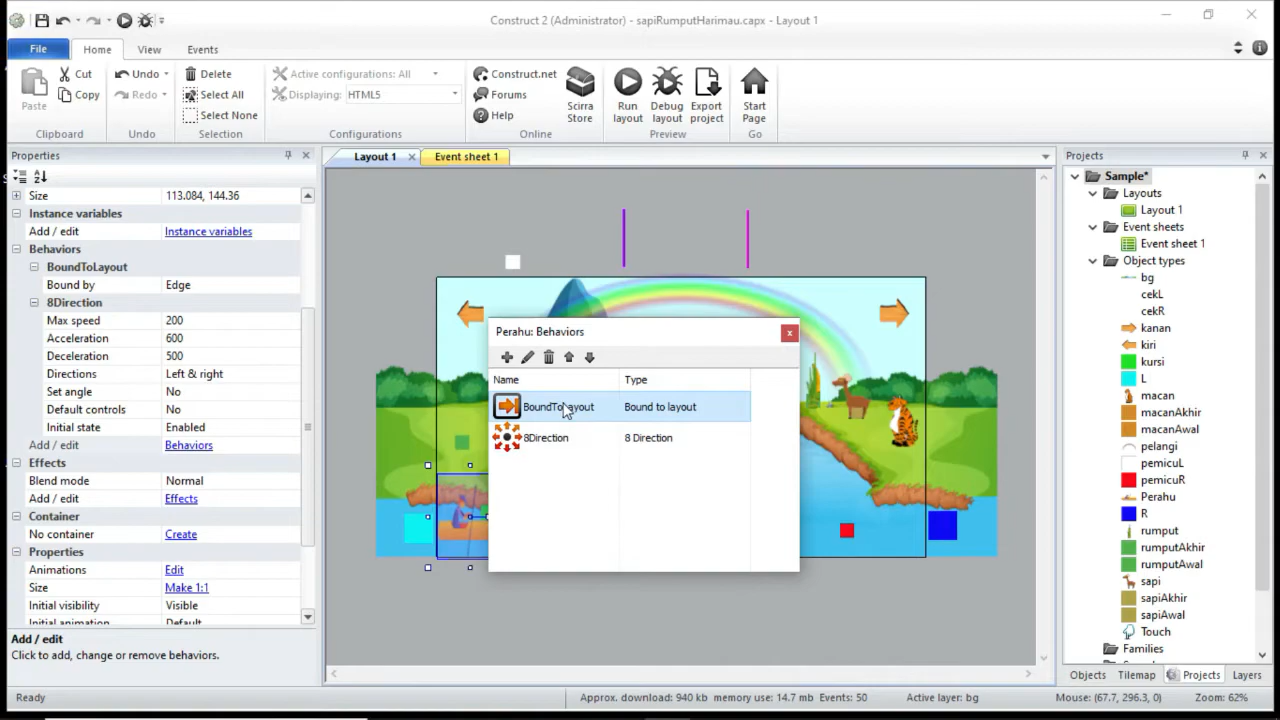 Construct 2 (Administrator) - sapiRumputHarimau.capx - Layout 1
File
Home
View
Events
Paste
Cut
Copy
Clipboard
Undo
Redo
Undo
Delete
Select All
Select None
Selection
Active configurations: All
Displaying:
HTML5
Configurations
Construct.net
Forums
Help
Scirra Store
Online
Run layout
Debug layout
Export project
Preview
Start Page
Go
Properties
Size 113.084, 144.36
Instance variables
Add / edit Instance variables
Behaviors
BoundToLayout
Bound by Edge
8Direction
Max speed 200
Acceleration 600
Deceleration 500
Directions Left & right
Set angle No
Default controls No
Initial state Enabled
Add / edit Behaviors
Effects
Blend mode Normal
Add / edit Effects
Container
No container Create
Properties
Animations Edit
Size Make 1:1
Initial visibility Visible
Initial animation Default
Add / edit
Click to add, change or remove behaviors.
Layout 1
Event sheet 1
Perahu: Behaviors
x
Name Type
BoundToLayout Bound to layout
8Direction 8 Direction
Projects
Sample*
Layouts
Layout 1
Event sheets
Event sheet 1
Object types
bg
cekL
cekR
kanan
kiri
kursi
L
macan
macanAkhir
macanAwal
pelangi
pemicuL
pemicuR
Perahu
R
rumput
rumputAkhir
rumputAwal
sapi
sapiAkhir
sapiAwal
Touch
Families
Objects
Tilemap
Projects
Layers
Ready
Approx. download: 940 kb memory use: 14.7 mb Events: 50
Active layer: bg
Mouse: (67.7, 296.3, 0)
Zoom: 62%